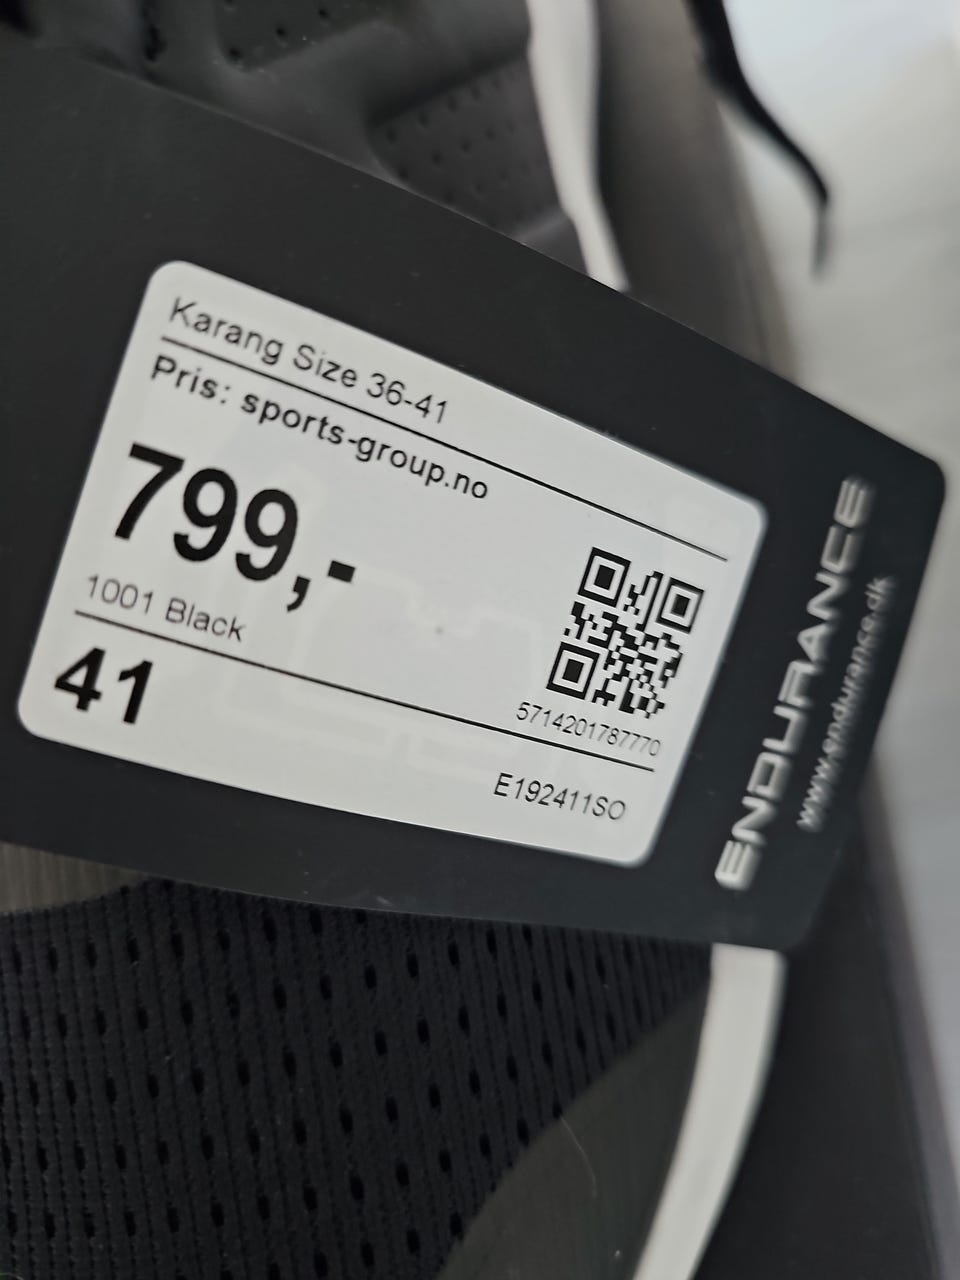 Karang Size 36-41
Pris: sports-group.no
799,-
1001 Black
41
5714201787770
E192411SO
ENDURANCE
www.endurance.dk